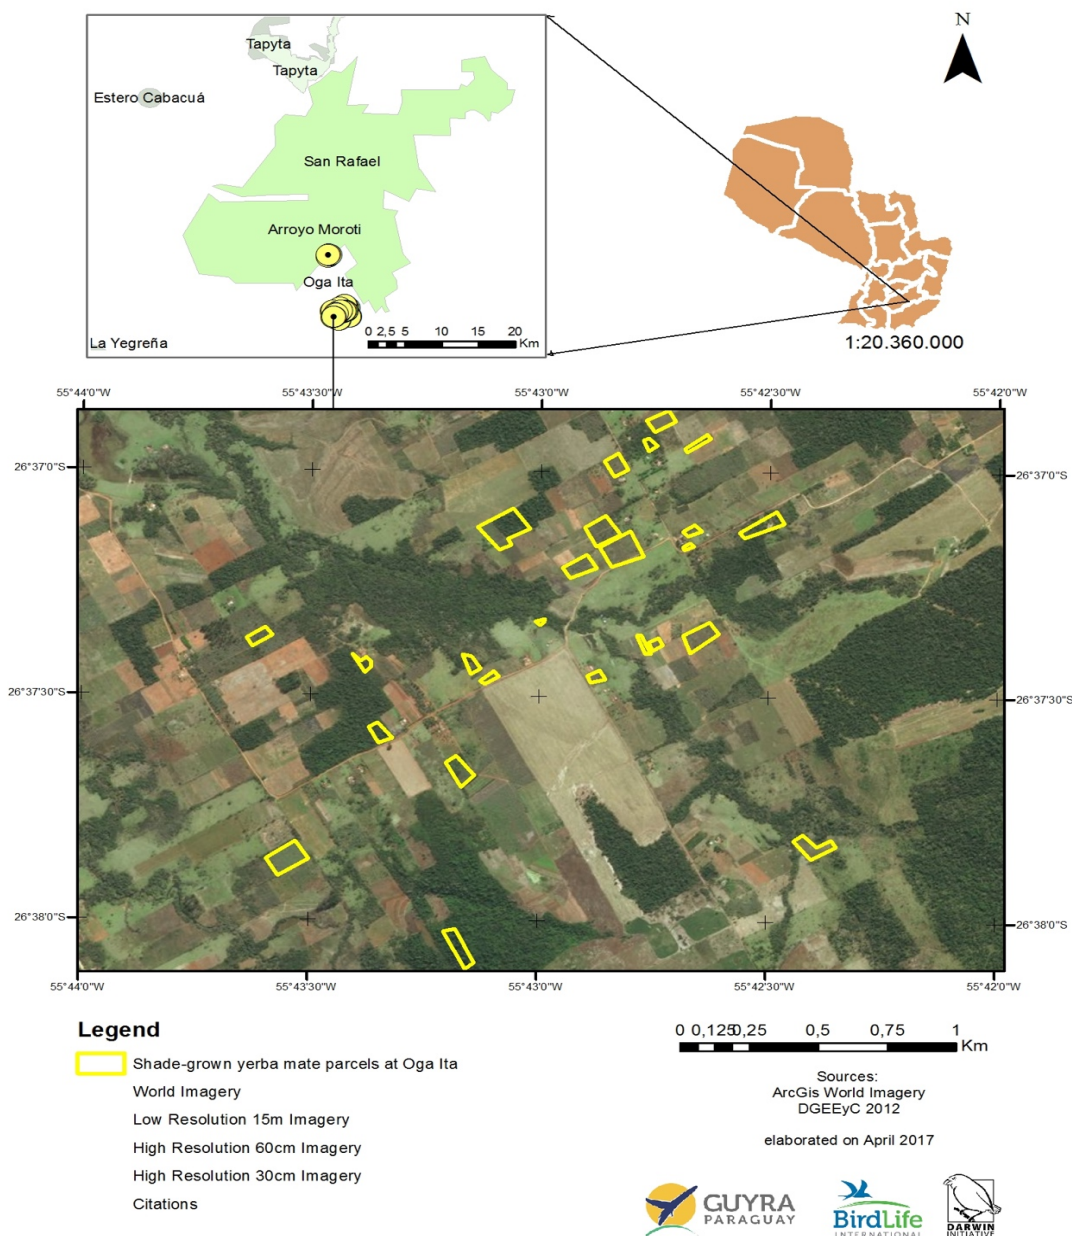 N
Tapyta
Tapyta
Estero Cabacuá
San Rafael
Arroyo Moroti
Oga Ita
0 2,5 5 10 15 20
Km
La Yegreña
1:20.360.000
55°44'0"W 55°43'30"W 55°43'0"W 55°42'30"W 55°42'0"W
26°37'0"S 26°37'0"S
26°37'30"S 26°37'30"S
26°38'0"S 26°38'0"S
55°44'0"W 55°43'30"W 55°43'0"W 55°42'30"W 55°42'0"W
Legend
Shade-grown yerba mate parcels at Oga Ita
World Imagery
Low Resolution 15m Imagery
High Resolution 60cm Imagery
High Resolution 30cm Imagery
Citations
0 0,125 0,25 0,5 0,75 1
Km
Sources:
ArcGis World Imagery
DGEEyC 2012
elaborated on April 2017
GUYRA
PARAGUAY
BirdLife
INTERNATIONAL
DARWIN
INITIATIVE